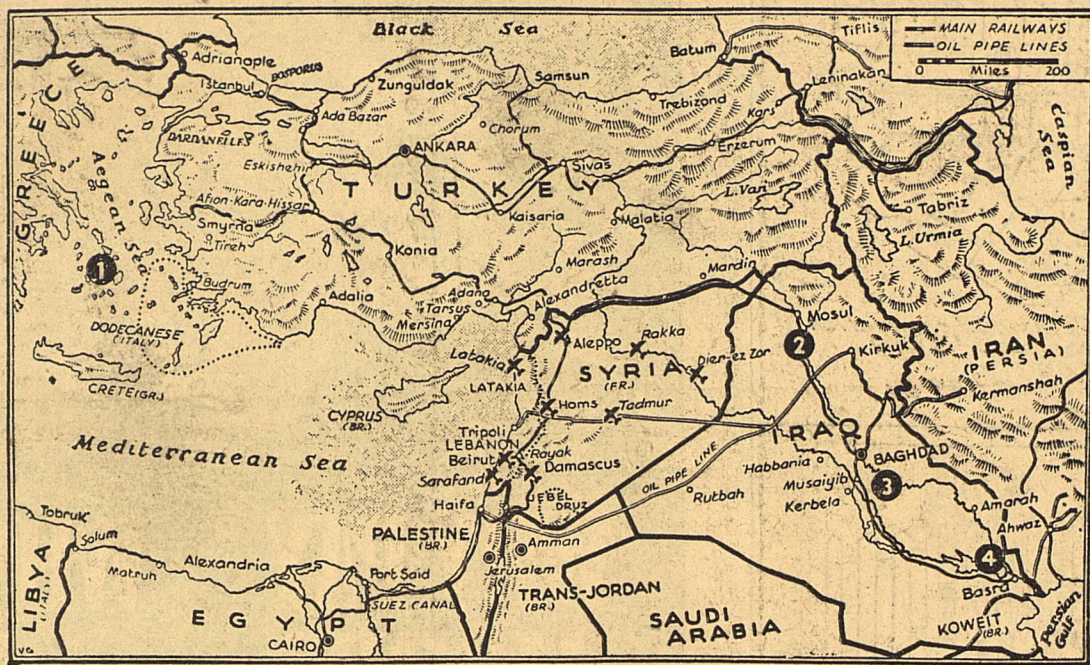 Black Sea
MAIN RAILWAYS
OIL PIPE LINES
0 Miles 200
Tiflis
Batum
Leninakan
Adrianople
BOSPORUS
Istanbul
Zunguldak
Samsun
Trebizond
Kars
Caspian
Sea
GREECE
Ada Bazar
Chorum
DARDANELLES
ANKARA
Eskishehir
Sivas
Erzerum
Aegean Sea
TURKEY
L. Van
Tabriz
Afion-Kara-Hissar
Kaisaria
Malatia
Smyrna
Tireh
Konia
L. Urmia
1
Marash
Mardin
Budrum
Adalia
Adana
Tarsus
Mersina
Alexandretta
Mosul
DODECANESE
(ITALY)
Aleppo
Rakka
2
Kirkuk
IRAN
(PERSIA)
Latakia
LATAKIA
SYRIA
(FR.)
Dier-ez Zor
Kermanshah
CRETE (GR.)
CYPRUS
(BR.)
Homs
Tadmur
Tripoli
LEBANON
IRAQ
Mediterranean Sea
Beirut
Rayak
Damascus
Habbania
BAGHDAD
Sarafand
OIL PIPE LINE
Musaiyib
3
Haifa
JEBEL
DRUZ
Rutbah
Kerbela
Amarah
Tobruk
Ahwaz
Solum
PALESTINE
(BR.)
Amman
4
Matruh
Alexandria
Jerusalem
Port Said
Basra
LIBYA
(ITALY)
SUEZ CANAL
TRANS-JORDAN
(BR.)
SAUDI
ARABIA
KOWEIT
(BR.)
Persian
Gulf
EGYPT
CAIRO
VG